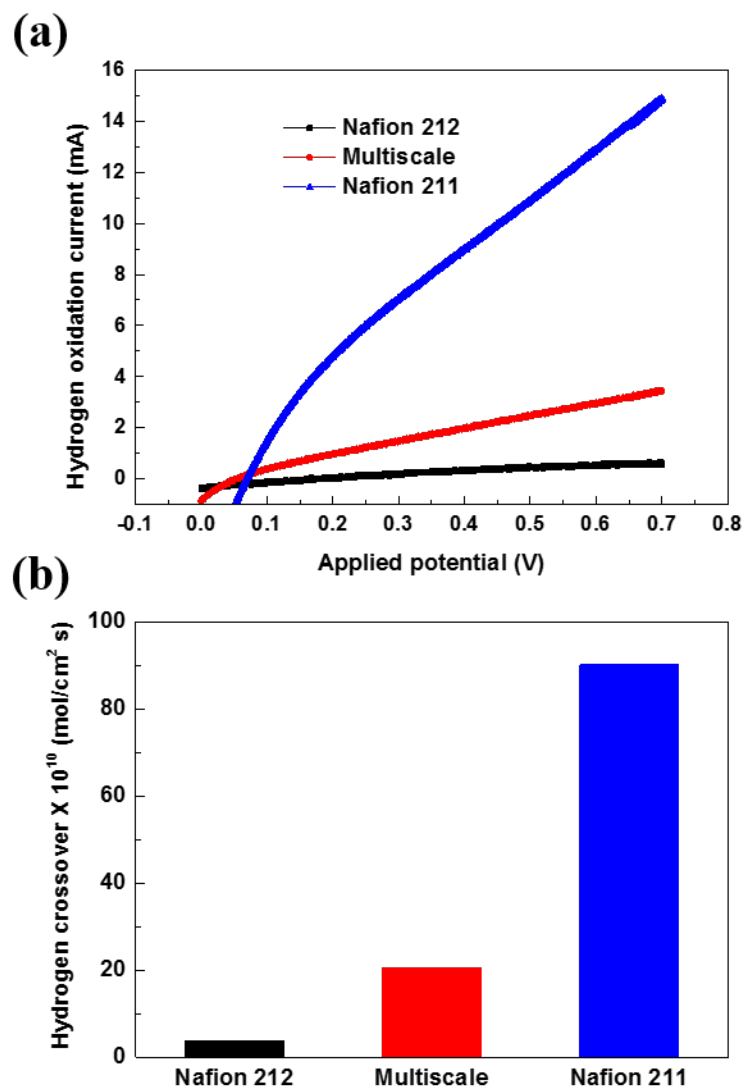 (a)
Hydrogen oxidation current (mA)
16
14
12
10
8
6
4
2
0
Nafion 212
Multiscale
Nafion 211
-0.1 0.0 0.1 0.2 0.3 0.4 0.5 0.6 0.7 0.8
Applied potential (V)
(b)
Hydrogen crossover X 10¹⁰ (mol/cm² s)
100
80
60
40
20
0
Nafion 212 Multiscale Nafion 211